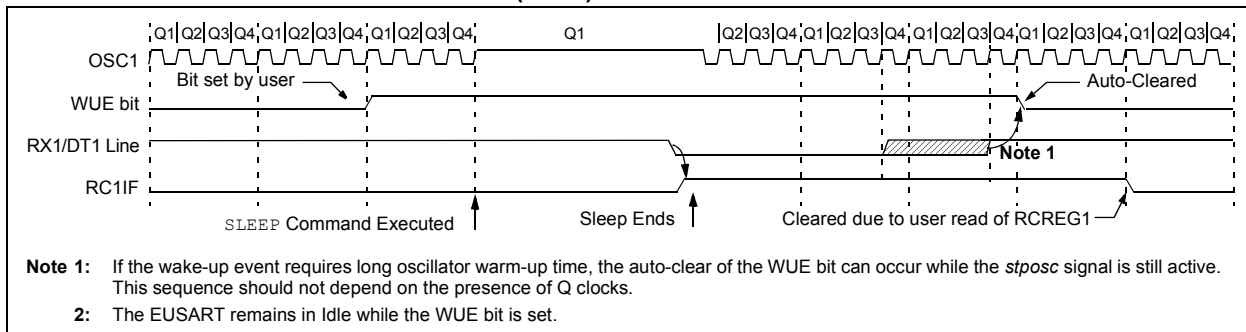 Q1 Q2 Q3 Q4 Q1 Q2 Q3 Q4 Q1 Q2 Q3 Q4 Q1 Q2 Q3 Q4 Q1 Q2 Q3 Q4 Q1 Q2 Q3 Q4 Q1 Q2 Q3 Q4 Q1 Q2 Q3 Q4
OSC1
Bit set by user
Auto-Cleared
WUE bit
RX1/DT1 Line
Note 1
RC1IF
SLEEP Command Executed
Sleep Ends
Cleared due to user read of RCREG1
Note 1: If the wake-up event requires long oscillator warm-up time, the auto-clear of the WUE bit can occur while the stposc signal is still active.
This sequence should not depend on the presence of Q clocks.
2: The EUSART remains in Idle while the WUE bit is set.